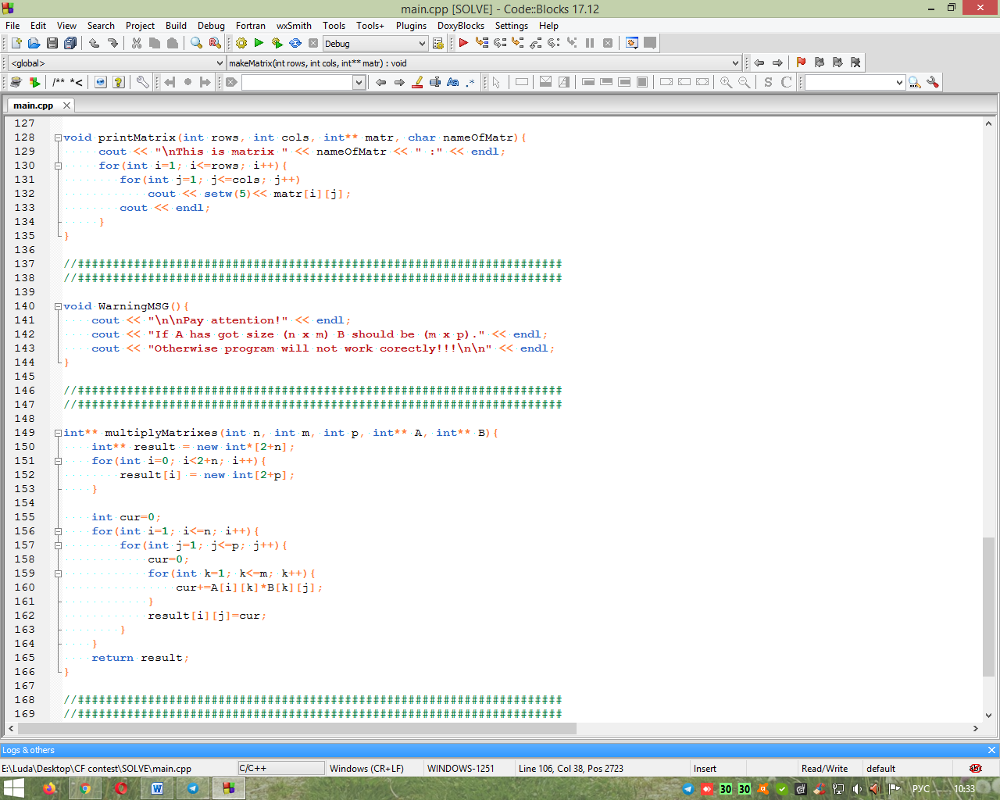 main.cpp [SOLVE] - Code::Blocks 17.12
File Edit View Search Project Build Debug Fortran wxSmith Tools Tools+ Plugins DoxyBlocks Settings Help
Debug
<global> makeMatrix(int rows, int cols, int** matr) : void
/** *<
main.cpp
127
128 void printMatrix(int rows, int cols, int** matr, char nameOfMatr){
129 cout << "\nThis is matrix " << nameOfMatr << " :" << endl;
130 for(int i=1; i<=rows; i++){
131 for(int j=1; j<=cols; j++)
132 cout << setw(5)<< matr[i][j];
133 cout << endl;
134 }
135 }
136
137 //#####################################################################
138 //#####################################################################
139
140 void WarningMSG(){
141 cout << "\n\nPay attention!" << endl;
142 cout << "If A has got size (n x m) B should be (m x p)." << endl;
143 cout << "Otherwise program will not work corectly!!!\n\n" << endl;
144 }
145
146 //#####################################################################
147 //#####################################################################
148
149 int** multiplyMatrixes(int n, int m, int p, int** A, int** B){
150 int** result = new int*[2+n];
151 for(int i=0; i<2+n; i++){
152 result[i] = new int[2+p];
153 }
154
155 int cur=0;
156 for(int i=1; i<=n; i++){
157 for(int j=1; j<=p; j++){
158 cur=0;
159 for(int k=1; k<=m; k++){
160 cur+=A[i][k]*B[k][j];
161 }
162 result[i][j]=cur;
163 }
164 }
165 return result;
166 }
167
168 //#####################################################################
169 //#####################################################################
Logs & others
E:\Luda\Desktop\CF contest\SOLVE\main.cpp C/C++ Windows (CR+LF) WINDOWS-1251 Line 106, Col 38, Pos 2723 Insert Read/Write default
30 30 РУС 10:33